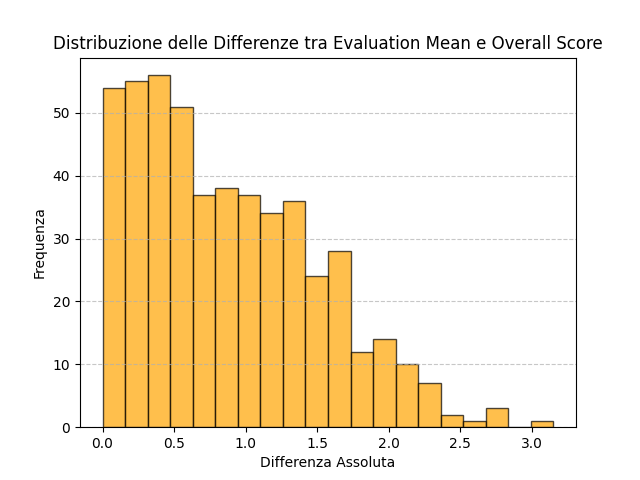 Distribuzione delle Differenze tra Evaluation Mean e Overall Score
Frequenza
50
40
30
20
10
0
0.0 0.5 1.0 1.5 2.0 2.5 3.0
Differenza Assoluta